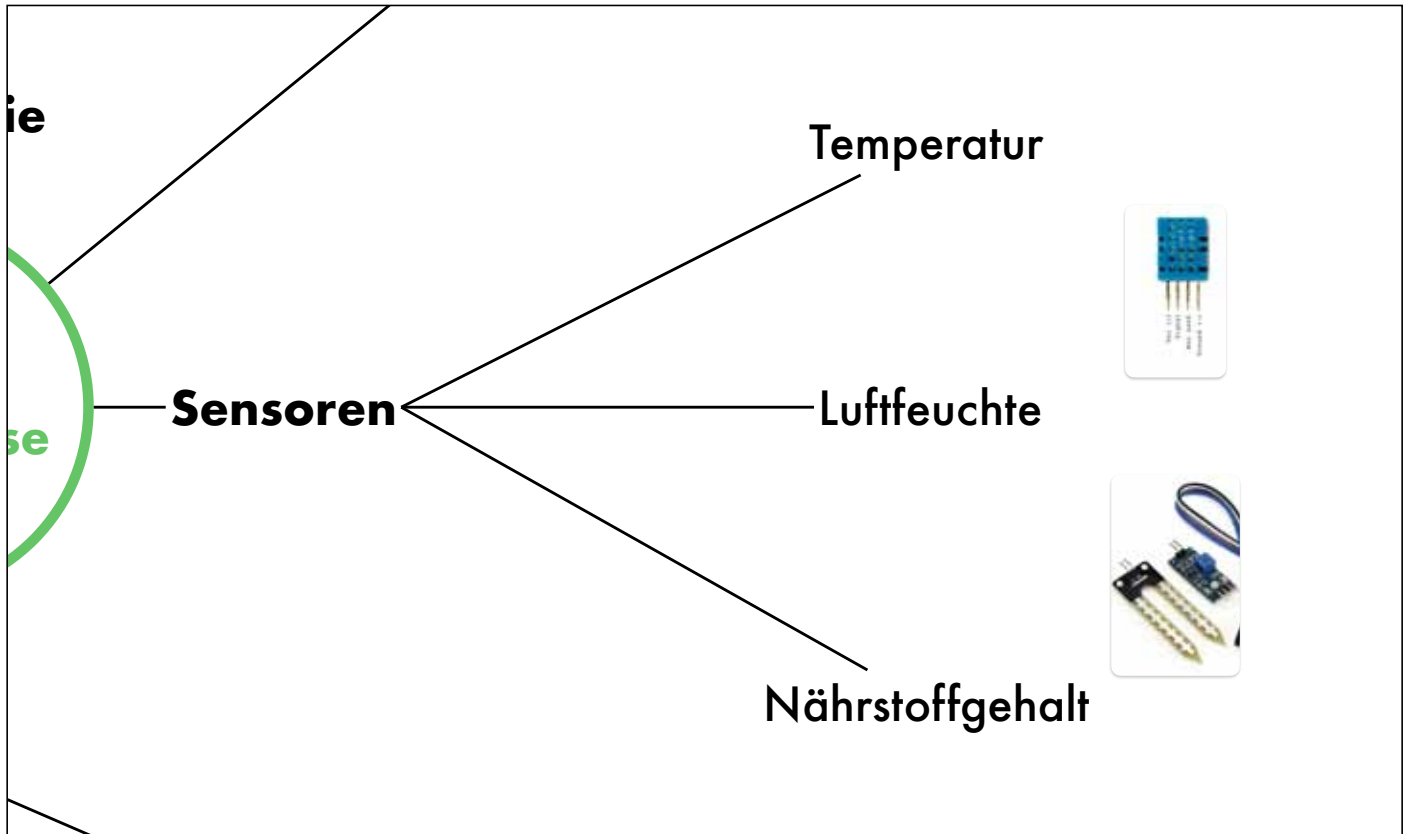 ie
Temperatur
se
Sensoren
Luftfeuchte
Nährstoffgehalt